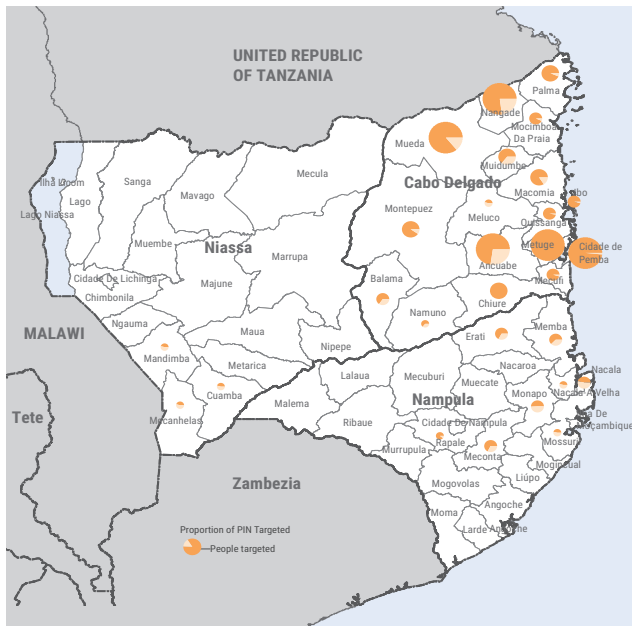 UNITED REPUBLIC
OF TANZANIA
Palma
Nangade
Mocimboa
Da Praia
Mueda
Muidumbe
Mecula
Cabo Delgado
Macomia
Sanga
Mavago
Lago
Lago Niassa
Montepuez
Meluco
Quissanga
Ibo
Muembe
Niassa
Marrupa
Metuge
Cidade de
Pemba
Ancuabe
Mecufi
Cidade De Lichinga
Majune
Balama
Chiure
Chimbonila
Namuno
Ngauma
Maua
Erati
Memba
MALAWI
Nipepe
Mandimba
Metarica
Nacaroa
Nacala
Lalaua
Mecuburi
Muecate
Nacala A Velha
Cuamba
Malema
Nampula
Monapo
Tete
Mecanhelas
Ribaue
Cidade De Nampula
Moçambique
Rapale
Mossuril
Murrupula
Meconta
Mogincual
Zambezia
Mogovolas
Liúpo
Angoche
Moma
Larde
Angoche
Proportion of PIN Targeted
People targeted